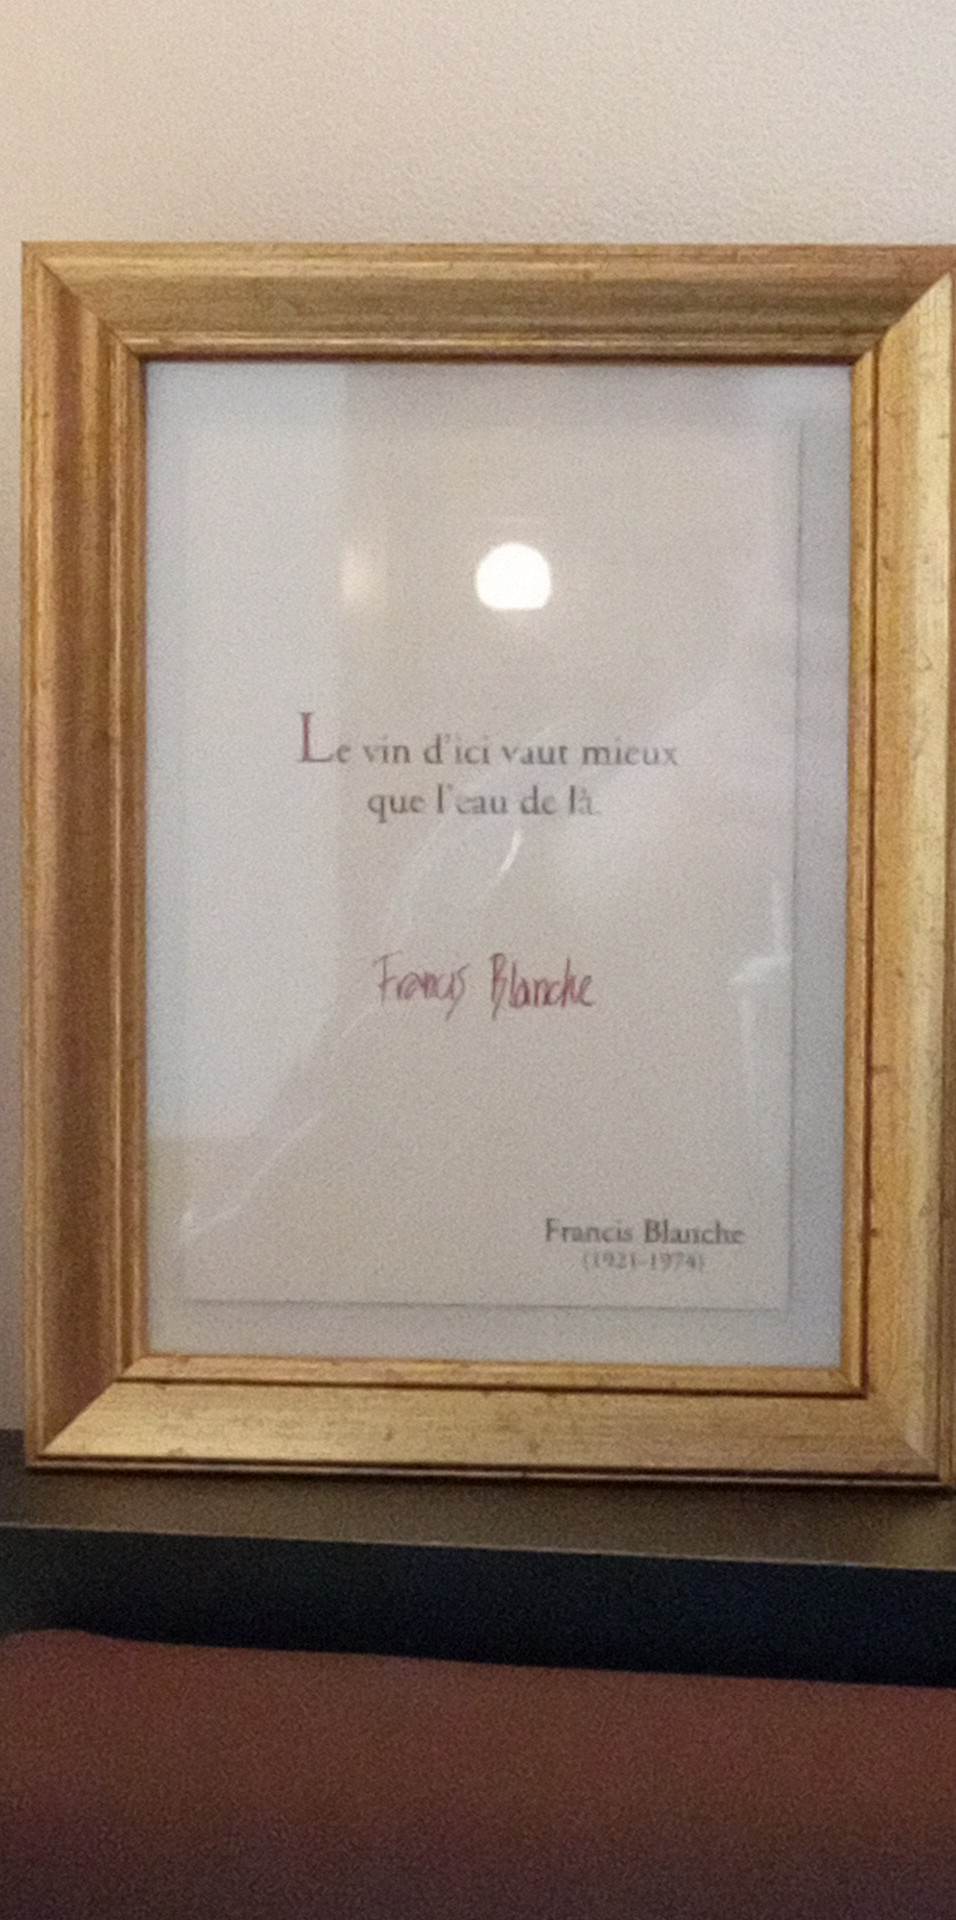 Le vin d'ici vaut mieux
que l'eau de là.
Francis Blanche
Francis Blanche
(1921-1974)